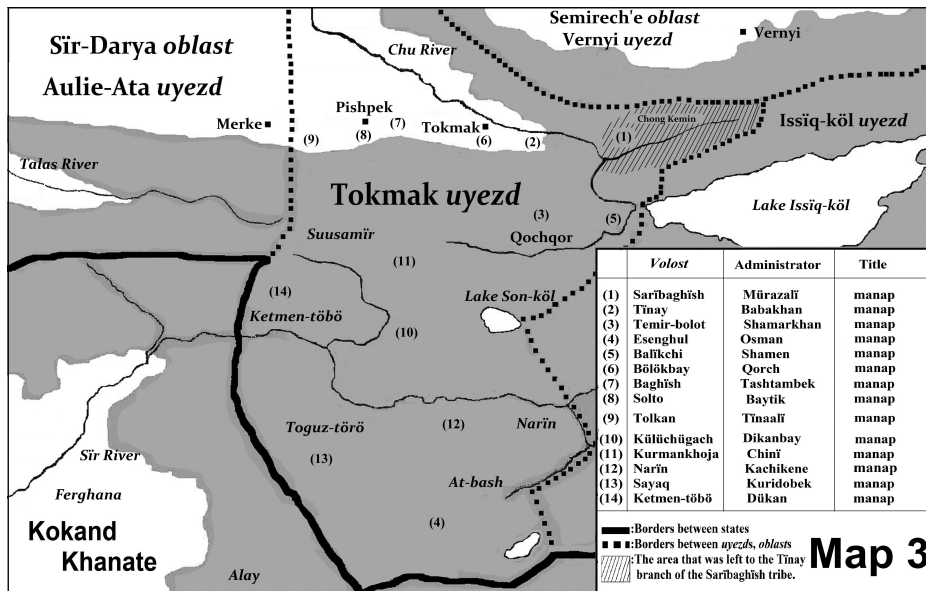 Semirech'e oblast
Vernyi uyezd
Vernyi
Sïr-Darya oblast
Aulie-Ata uyezd
Chu River
Merke
Pishpek
Tokmak
(9)
(8)
(7)
(6)
(2)
(1)
Chong Kemin
Issïq-köl uyezd
Talas River
Tokmak uyezd
Lake Issïq-köl
Suusamïr
(3)
Qochqor
(5)
(11)
(14)
Ketmen-töbö
Lake Son-köl
(10)
Toguz-törö
(12)
Narïn
Sïr River
(13)
At-bash
Ferghana
(4)
Kokand
Khanate
Alay
Volost Administrator Title
(1) Sarïbaghïsh Mürazalï manap
(2) Tïnay Babakhan manap
(3) Temir-bolot Shamarkhan manap
(4) Esenghul Osman manap
(5) Balïkchi Shamen manap
(6) Bölökbay Qorch manap
(7) Baghïsh Tashtambek manap
(8) Solto Baytik manap
(9) Tolkan Tïnaalï manap
(10) Külüchügach Dikanbay manap
(11) Kurmankhoja Chinï manap
(12) Narïn Kachikene manap
(13) Sayaq Kuridobek manap
(14) Ketmen-töbö Dükan manap
:Borders between states
:Borders between uyezds, oblasts
:The area that was left to the Tïnay
branch of the Sarïbaghïsh tribe.
Map 3